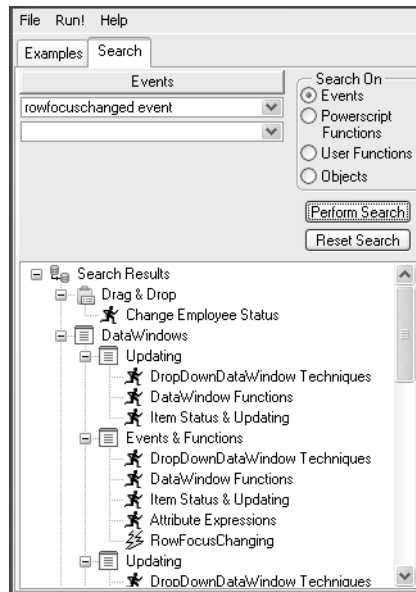 File Run! Help
Examples Search
Events
rowfocuschanged event
Search On
Events
Powerscript
Functions
User Functions
Objects
Perform Search
Reset Search
Search Results
Drag & Drop
Change Employee Status
DataWindows
Updating
DropDownDataWindow Techniques
DataWindow Functions
Item Status & Updating
Events & Functions
DropDownDataWindow Techniques
DataWindow Functions
Item Status & Updating
Attribute Expressions
RowFocusChanging
Updating
DropDownDataWindow Techniques